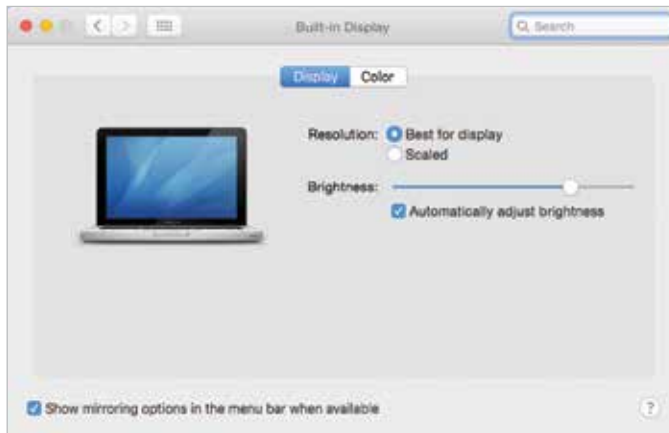 Built-in Display
Search
Display Color
Resolution: Best for display
Scaled
Brightness:
Automatically adjust brightness
Show mirroring options in the menu bar when available
?